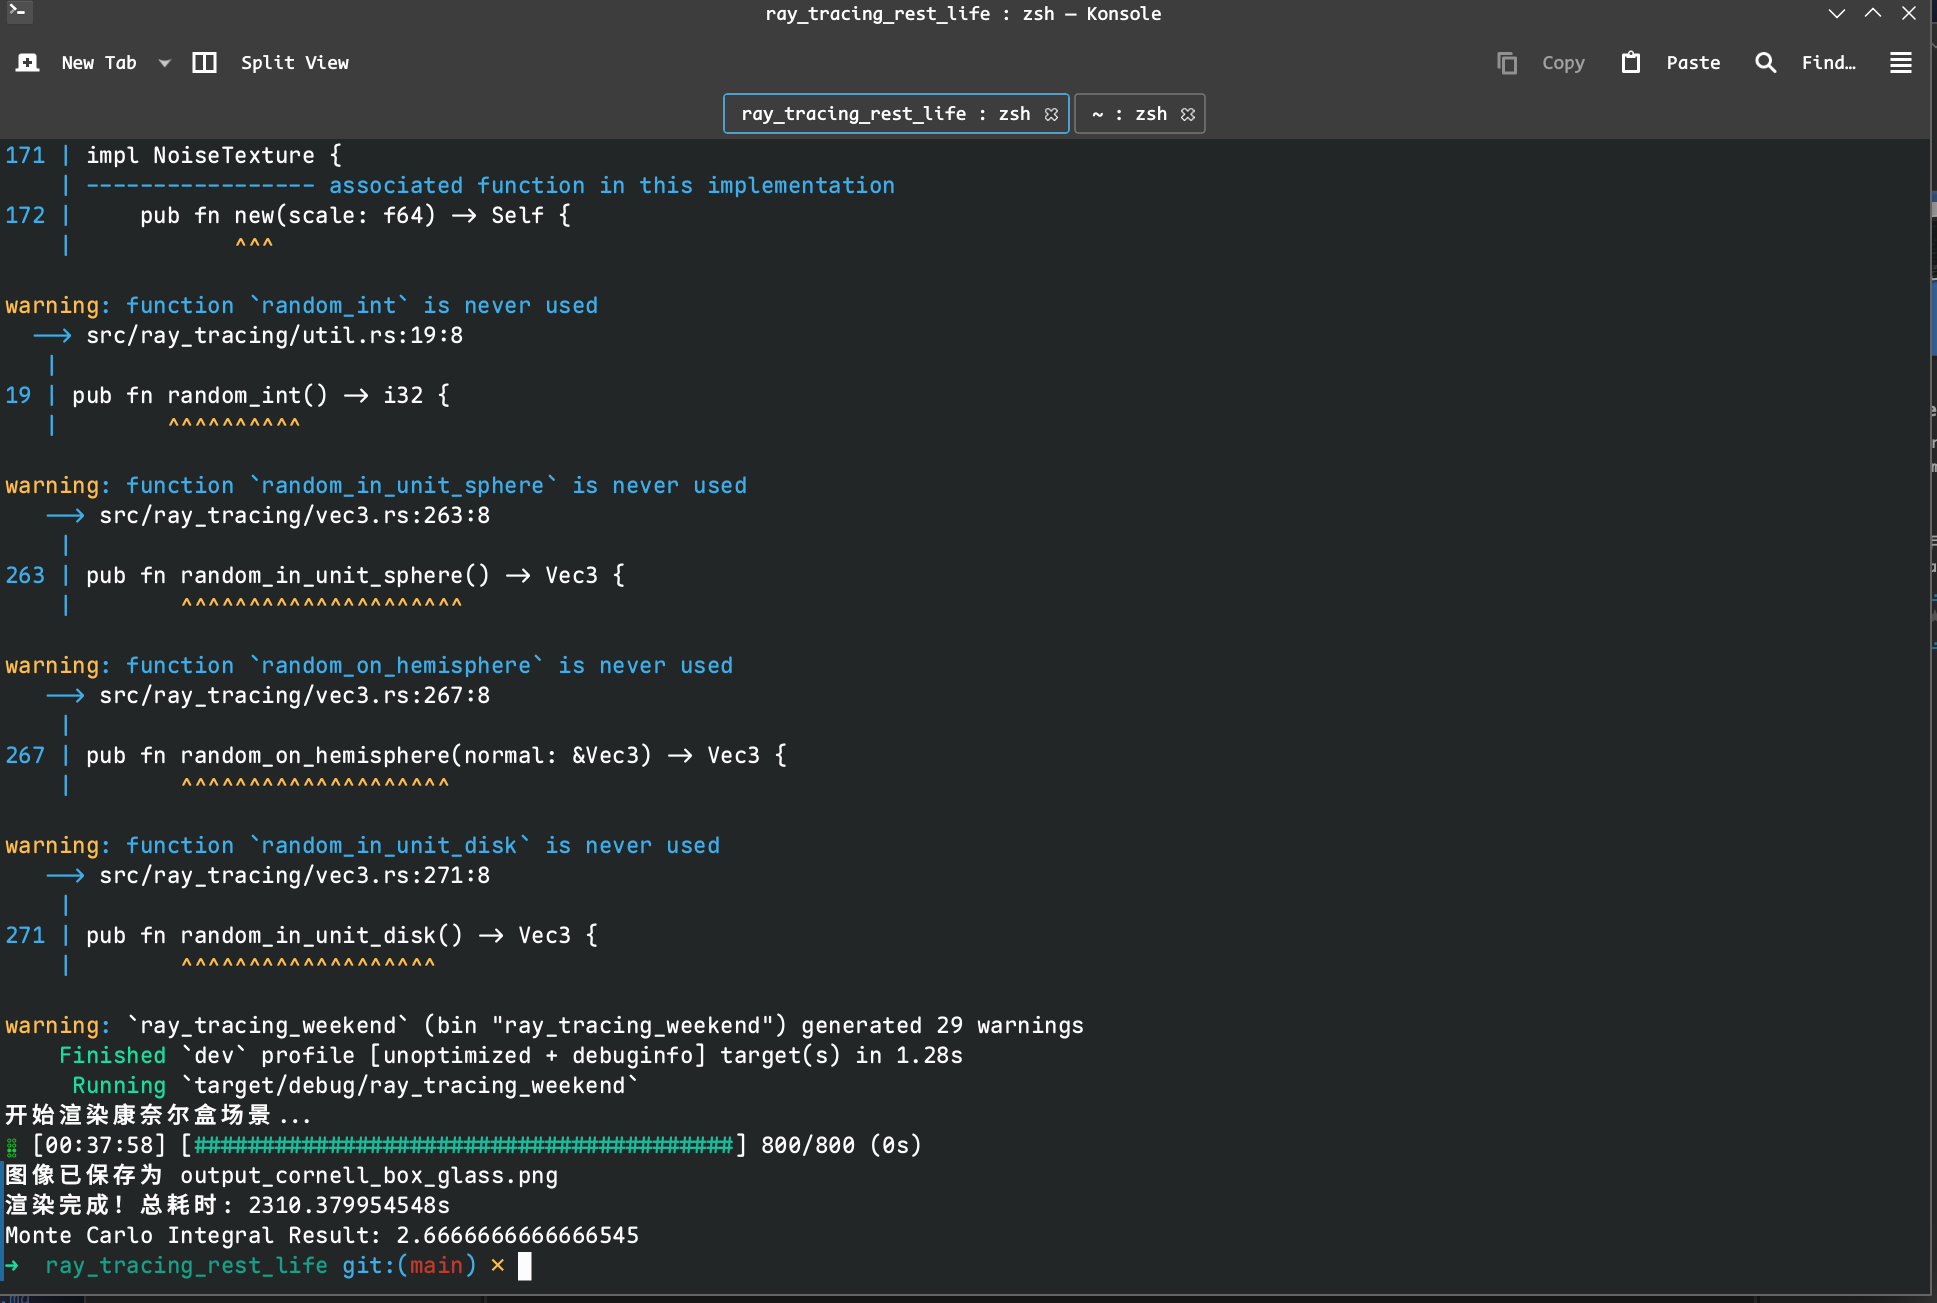 ray_tracing_rest_life : zsh — Konsole
New Tab Split View Copy Paste Find…
ray_tracing_rest_life : zsh ~ : zsh
171 | impl NoiseTexture {
| ----------------- associated function in this implementation
172 |     pub fn new(scale: f64) -> Self {
|            ^^^
warning: function `random_int` is never used
--> src/ray_tracing/util.rs:19:8
|
19 | pub fn random_int() -> i32 {
|        ^^^^^^^^^^
warning: function `random_in_unit_sphere` is never used
--> src/ray_tracing/vec3.rs:263:8
|
263 | pub fn random_in_unit_sphere() -> Vec3 {
|        ^^^^^^^^^^^^^^^^^^^^^
warning: function `random_on_hemisphere` is never used
--> src/ray_tracing/vec3.rs:267:8
|
267 | pub fn random_on_hemisphere(normal: &Vec3) -> Vec3 {
|        ^^^^^^^^^^^^^^^^^^^^
warning: function `random_in_unit_disk` is never used
--> src/ray_tracing/vec3.rs:271:8
|
271 | pub fn random_in_unit_disk() -> Vec3 {
|        ^^^^^^^^^^^^^^^^^^^
warning: `ray_tracing_weekend` (bin "ray_tracing_weekend") generated 29 warnings
Finished `dev` profile [unoptimized + debuginfo] target(s) in 1.28s
Running `target/debug/ray_tracing_weekend`
开始渲染康奈尔盒场景...
⣿ [00:37:58] [########################################] 800/800 (0s)
图像已保存为 output_cornell_box_glass.png
渲染完成! 总耗时: 2310.379954548s
Monte Carlo Integral Result: 2.6666666666666545
➜ ray_tracing_rest_life git:(main) ✗